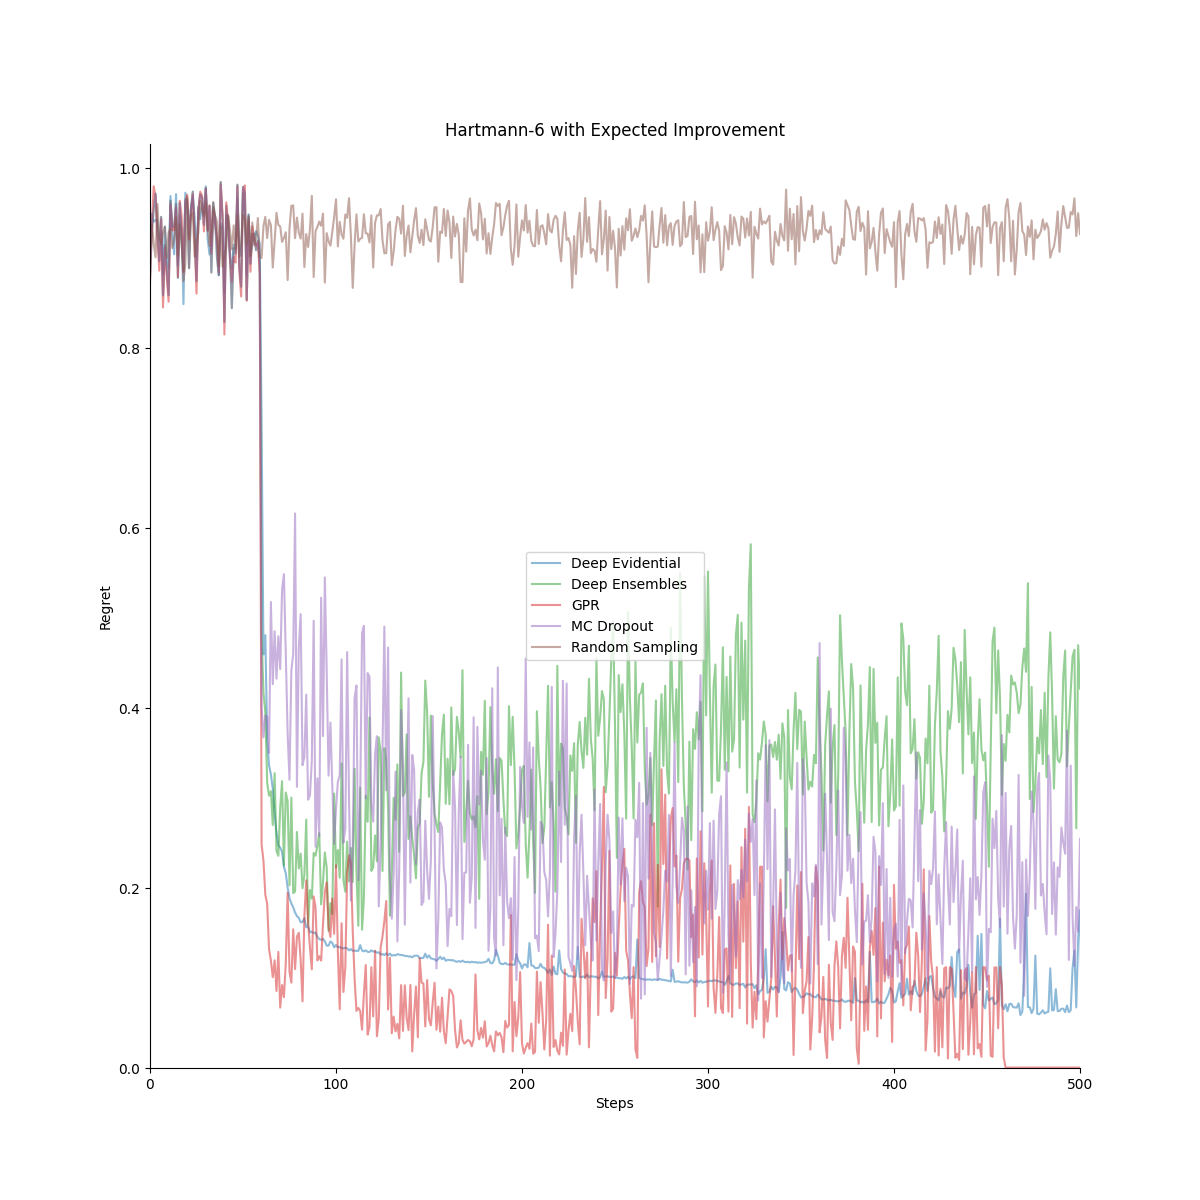 Hartmann-6 with Expected Improvement
1.0
0.8
0.6
0.4
0.2
0.0
Regret
Deep Evidential
Deep Ensembles
GPR
MC Dropout
Random Sampling
0 100 200 300 400 500
Steps